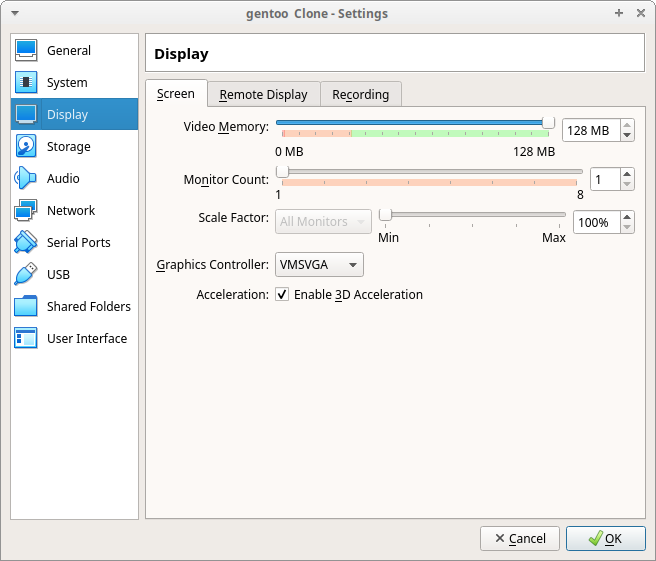 gentoo Clone - Settings
General
System
Display
Storage
Audio
Network
Serial Ports
USB
Shared Folders
User Interface
Display
Screen
Remote Display
Recording
Video Memory:
128 MB
0 MB
128 MB
Monitor Count:
1
1
8
Scale Factor:
All Monitors
100%
Min
Max
Graphics Controller:
VMSVGA
Acceleration:
Enable 3D Acceleration
Cancel
OK